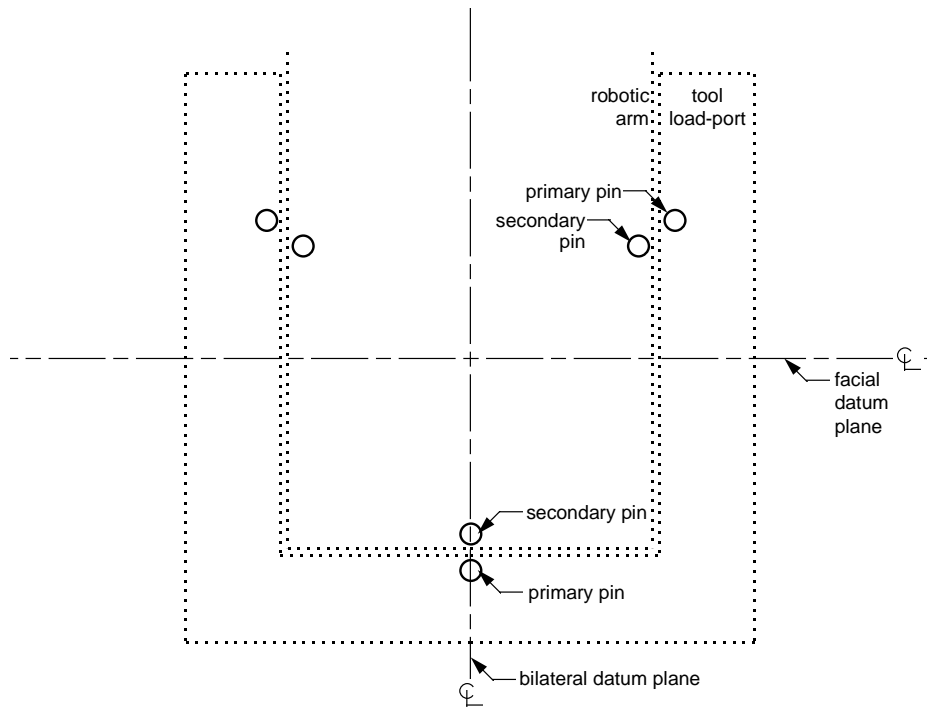 robotic
arm
tool
load-port
primary pin
secondary
pin
℄
facial
datum
plane
secondary pin
primary pin
bilateral datum plane
℄